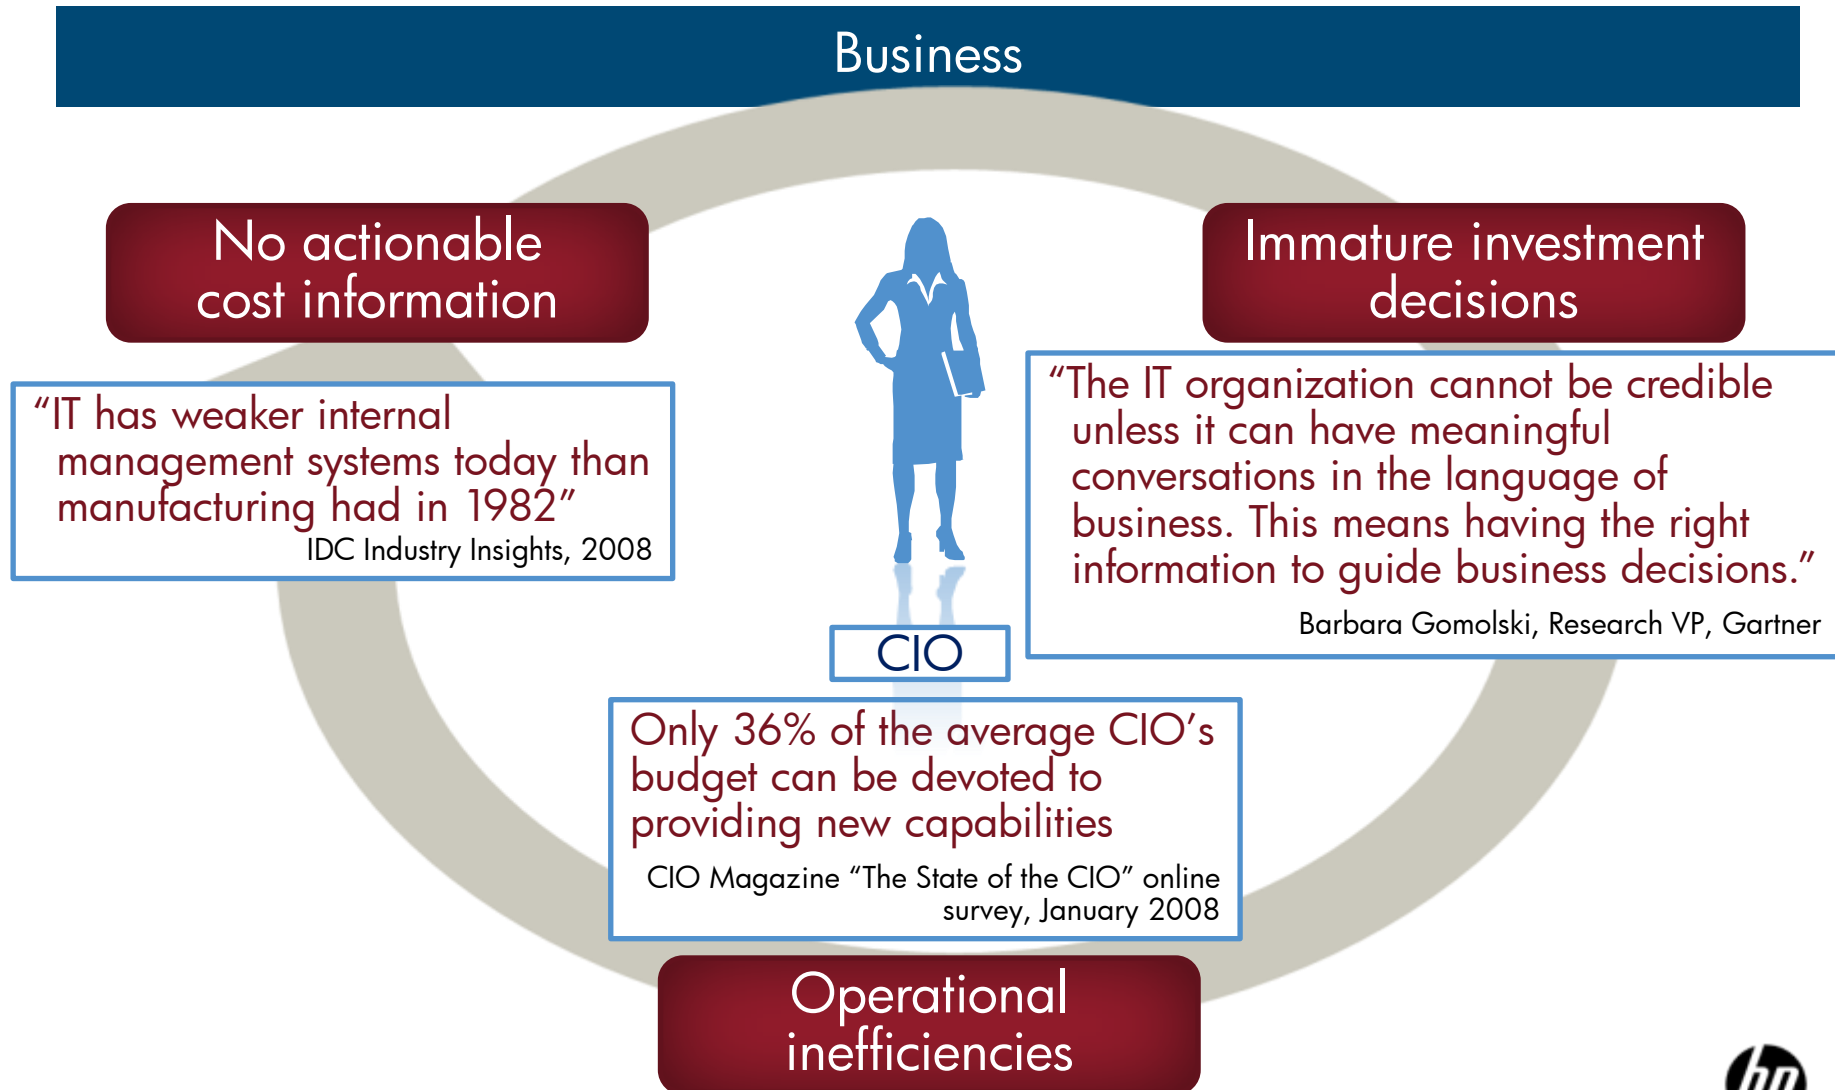 Business
No actionable
cost information
Immature investment
decisions
“IT has weaker internal
management systems today than
manufacturing had in 1982”
IDC Industry Insights, 2008
“The IT organization cannot be credible
unless it can have meaningful
conversations in the language of
business. This means having the right
information to guide business decisions.”
Barbara Gomolski, Research VP, Gartner
CIO
Only 36% of the average CIO’s
budget can be devoted to
providing new capabilities
CIO Magazine “The State of the CIO” online
survey, January 2008
Operational
inefficiencies
hp